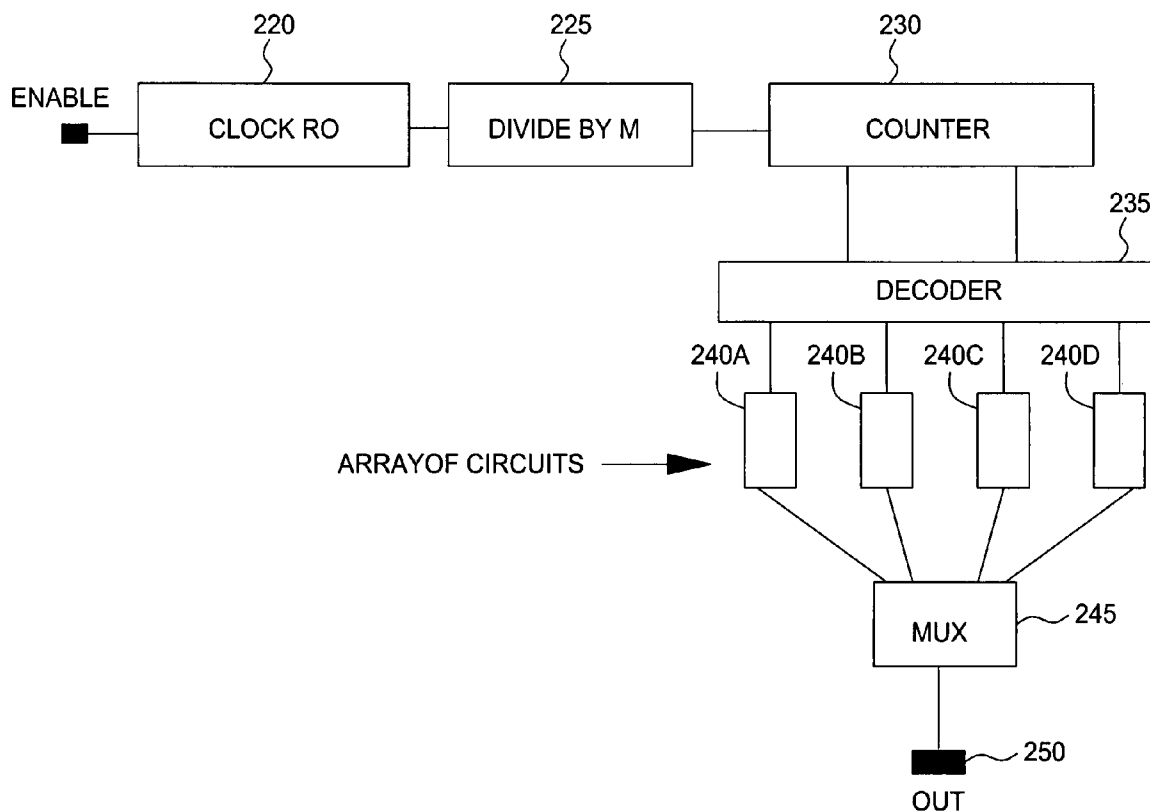 220
225
230
ENABLE
CLOCK RO
DIVIDE BY M
COUNTER
235
DECODER
240A
240B
240C
240D
ARRAYOF CIRCUITS
MUX
245
250
OUT